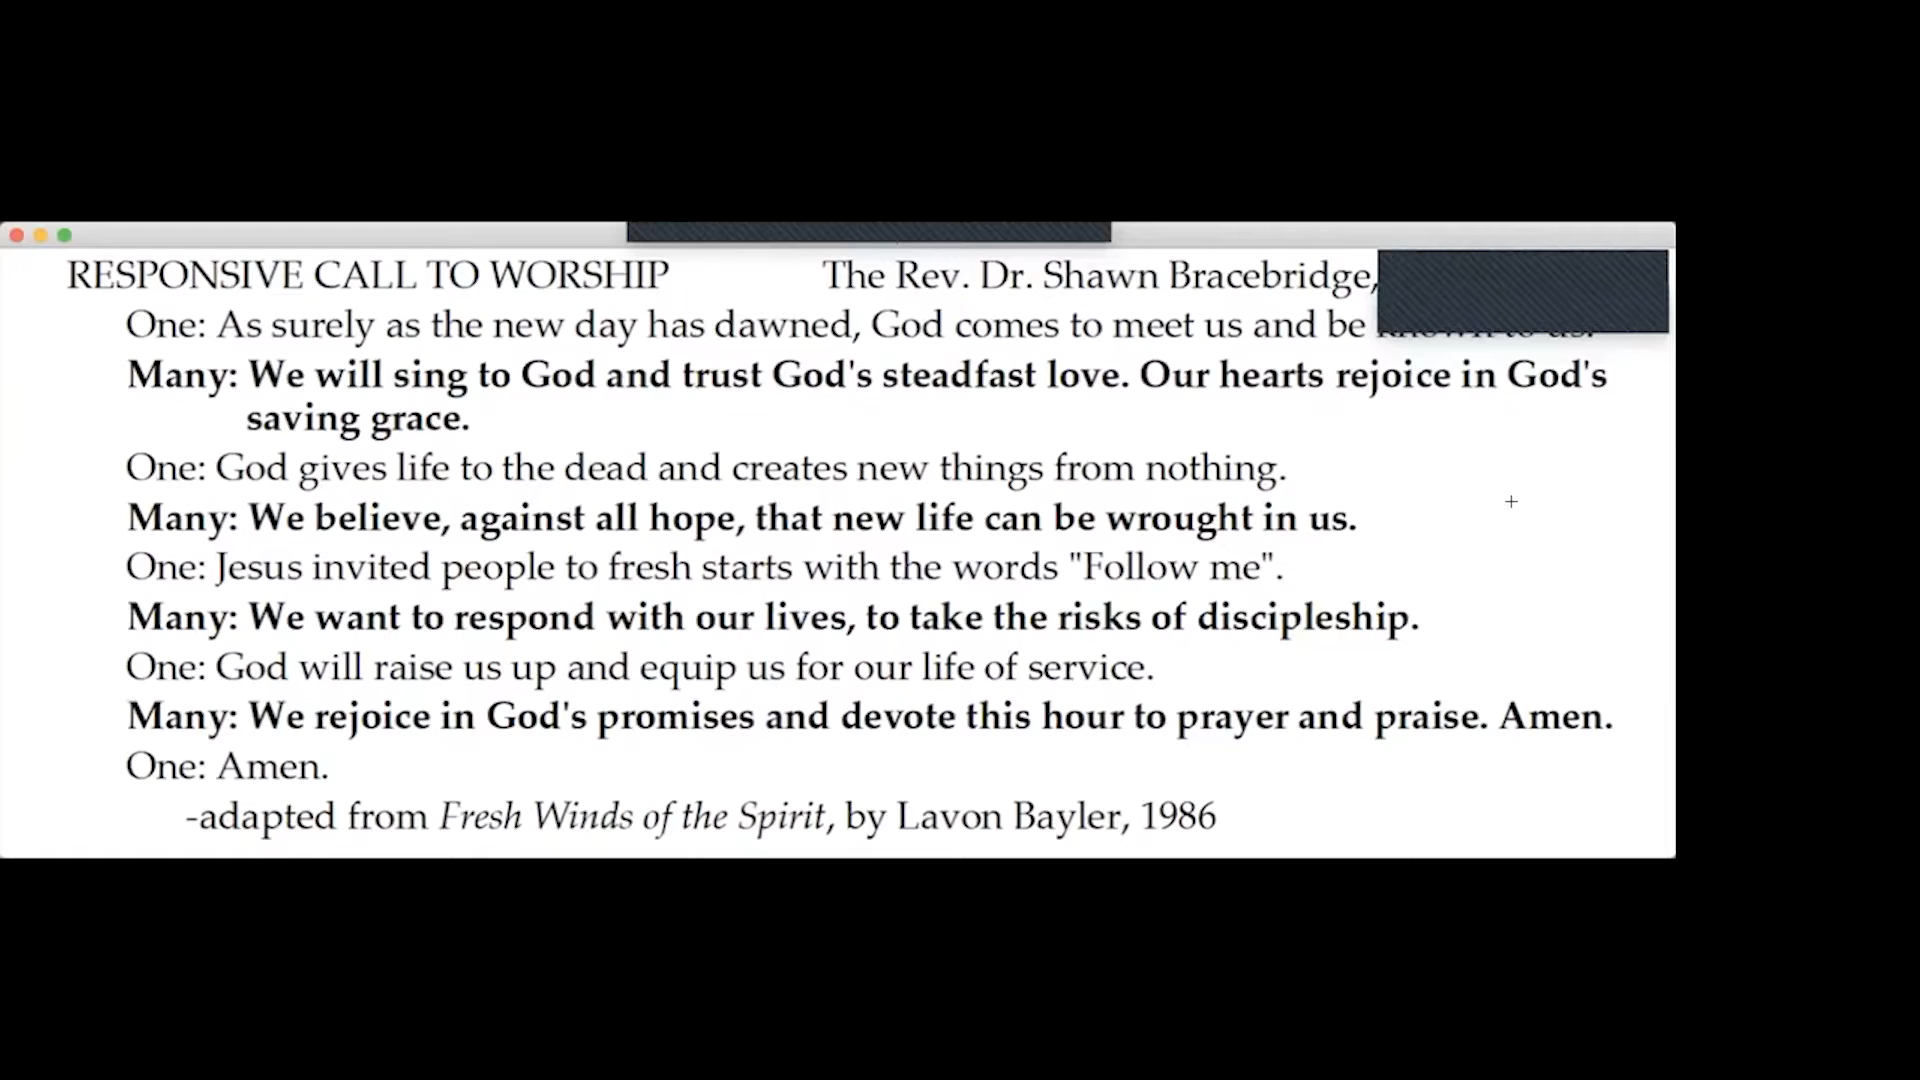 RESPONSIVE CALL TO WORSHIP The Rev. Dr. Shawn Bracebridge,
One: As surely as the new day has dawned, God comes to meet us and be
Many: We will sing to God and trust God's steadfast love. Our hearts rejoice in God's
saving grace.
One: God gives life to the dead and creates new things from nothing.
Many: We believe, against all hope, that new life can be wrought in us.
One: Jesus invited people to fresh starts with the words "Follow me".
Many: We want to respond with our lives, to take the risks of discipleship.
One: God will raise us up and equip us for our life of service.
Many: We rejoice in God's promises and devote this hour to prayer and praise. Amen.
One: Amen.
-adapted from Fresh Winds of the Spirit, by Lavon Bayler, 1986